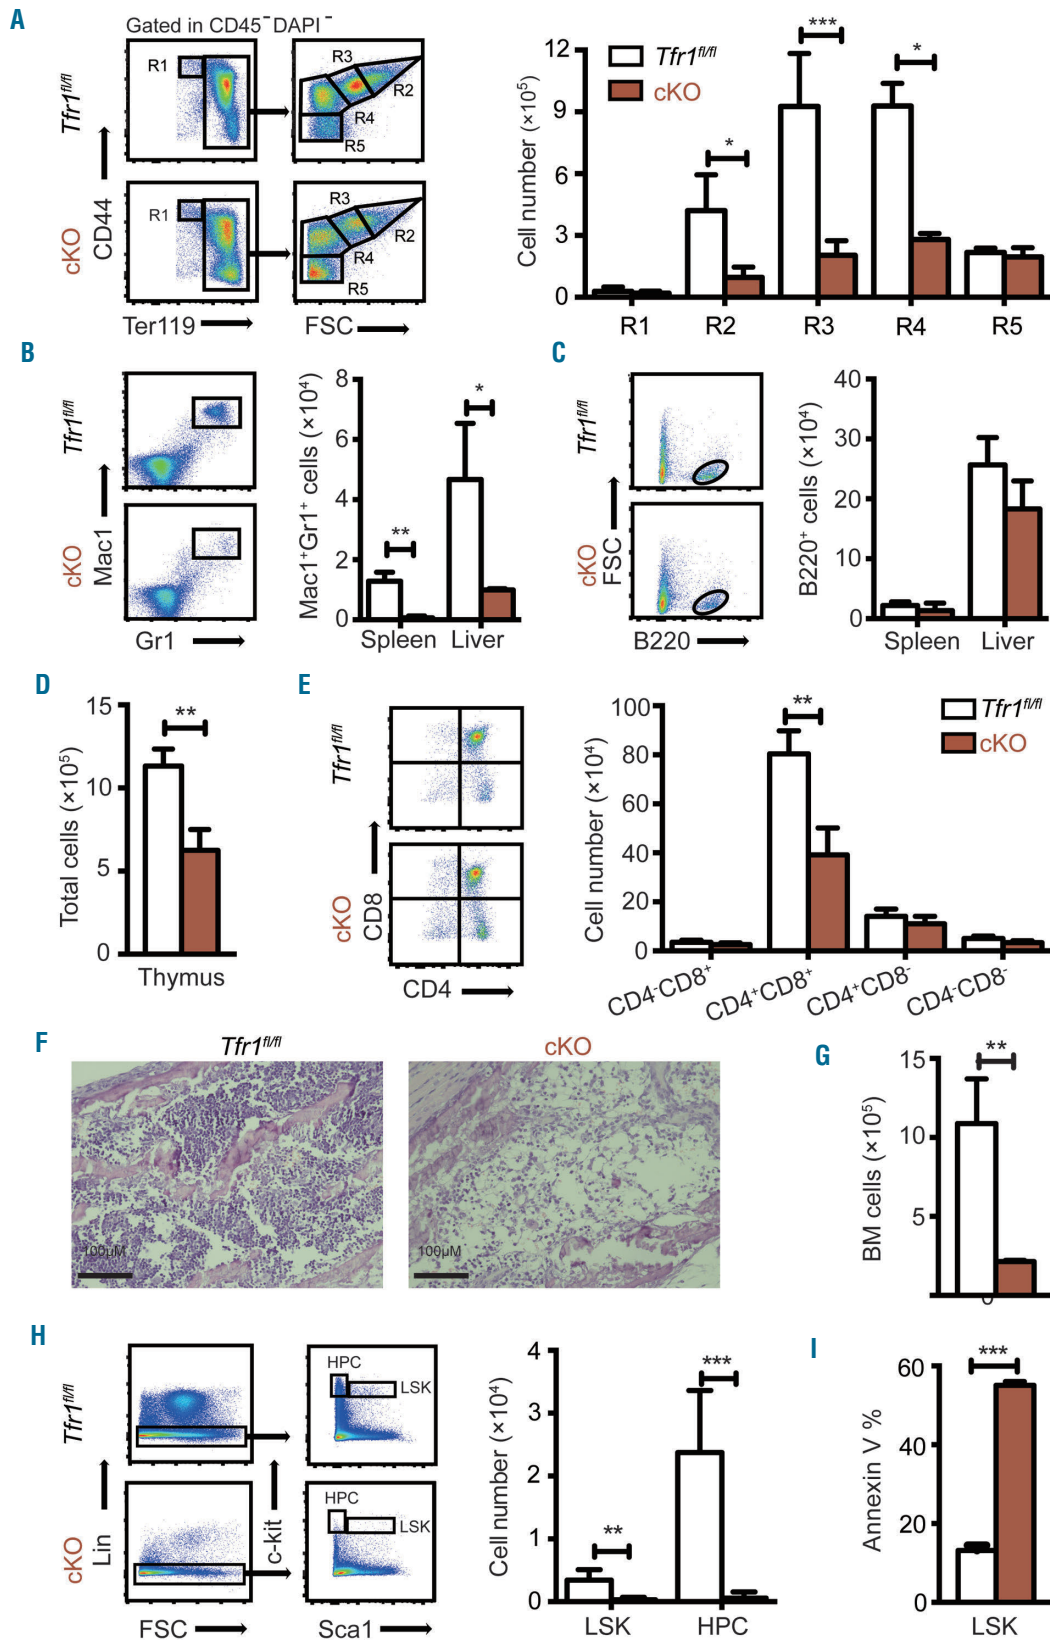 A
Gated in CD45⁻DAPI⁻
Tfr1fl/fl
cKO
CD44
R1
R3
R2
R4
R5
R1
R3
R2
R4
R5
Ter119
FSC
Cell number (×10⁵)
12
9
6
3
0
Tfr1fl/fl
cKO
*
***
*
R1 R2 R3 R4 R5
B
Tfr1fl/fl
cKO
Mac1
Gr1
Mac1⁺Gr1⁺ cells (×10⁴)
8
6
4
2
0
**
*
Spleen Liver
C
Tfr1fl/fl
cKO
FSC
B220
B220⁺ cells (×10⁴)
40
30
20
10
0
Spleen Liver
D
Total cells (×10⁵)
15
10
5
0
**
Thymus
E
Tfr1fl/fl
cKO
CD8
CD4
Cell number (×10⁴)
100
80
60
40
20
0
**
Tfr1fl/fl
cKO
CD4⁻CD8⁺
CD4⁺CD8⁺
CD4⁺CD8⁻
CD4⁻CD8⁻
F
Tfr1fl/fl
cKO
100µM
100µM
G
BM cells (×10⁵)
15
10
5
0
**
H
Tfr1fl/fl
cKO
Lin
FSC
c-kit
HPC
LSK
HPC
LSK
Sca1
Cell number (×10⁴)
4
3
2
1
0
**
***
LSK HPC
I
Annexin V %
60
40
20
0
***
LSK